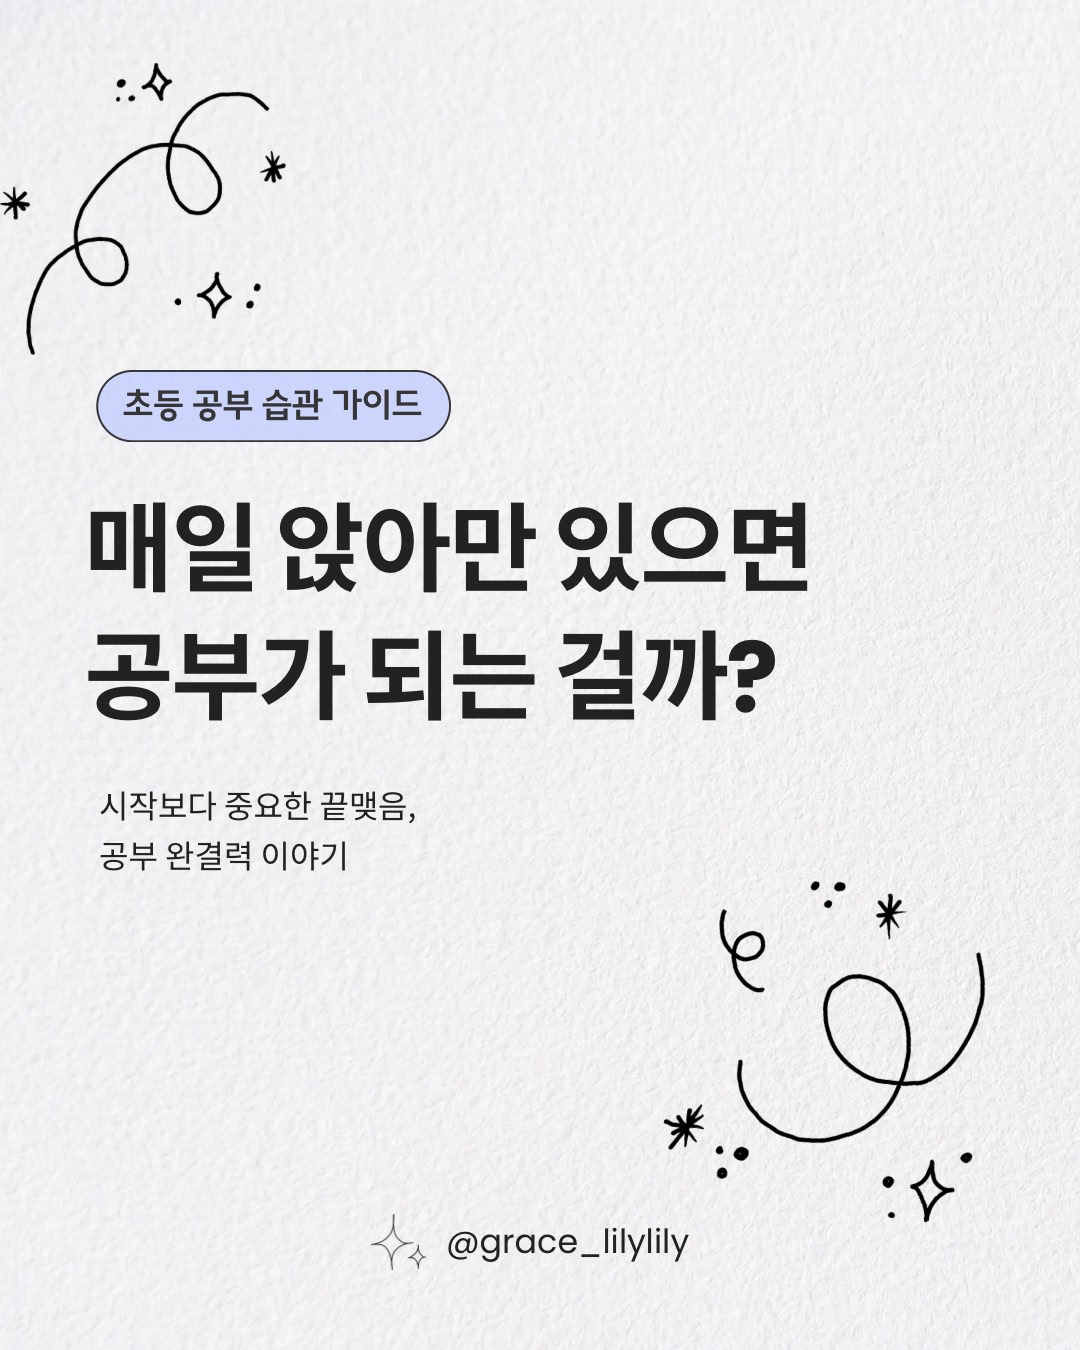 초등 공부 습관 가이드
매일 앉아만 있으면
공부가 되는 걸까?
시작보다 중요한 끝맺음,
공부 완결력 이야기
@grace_lilylily